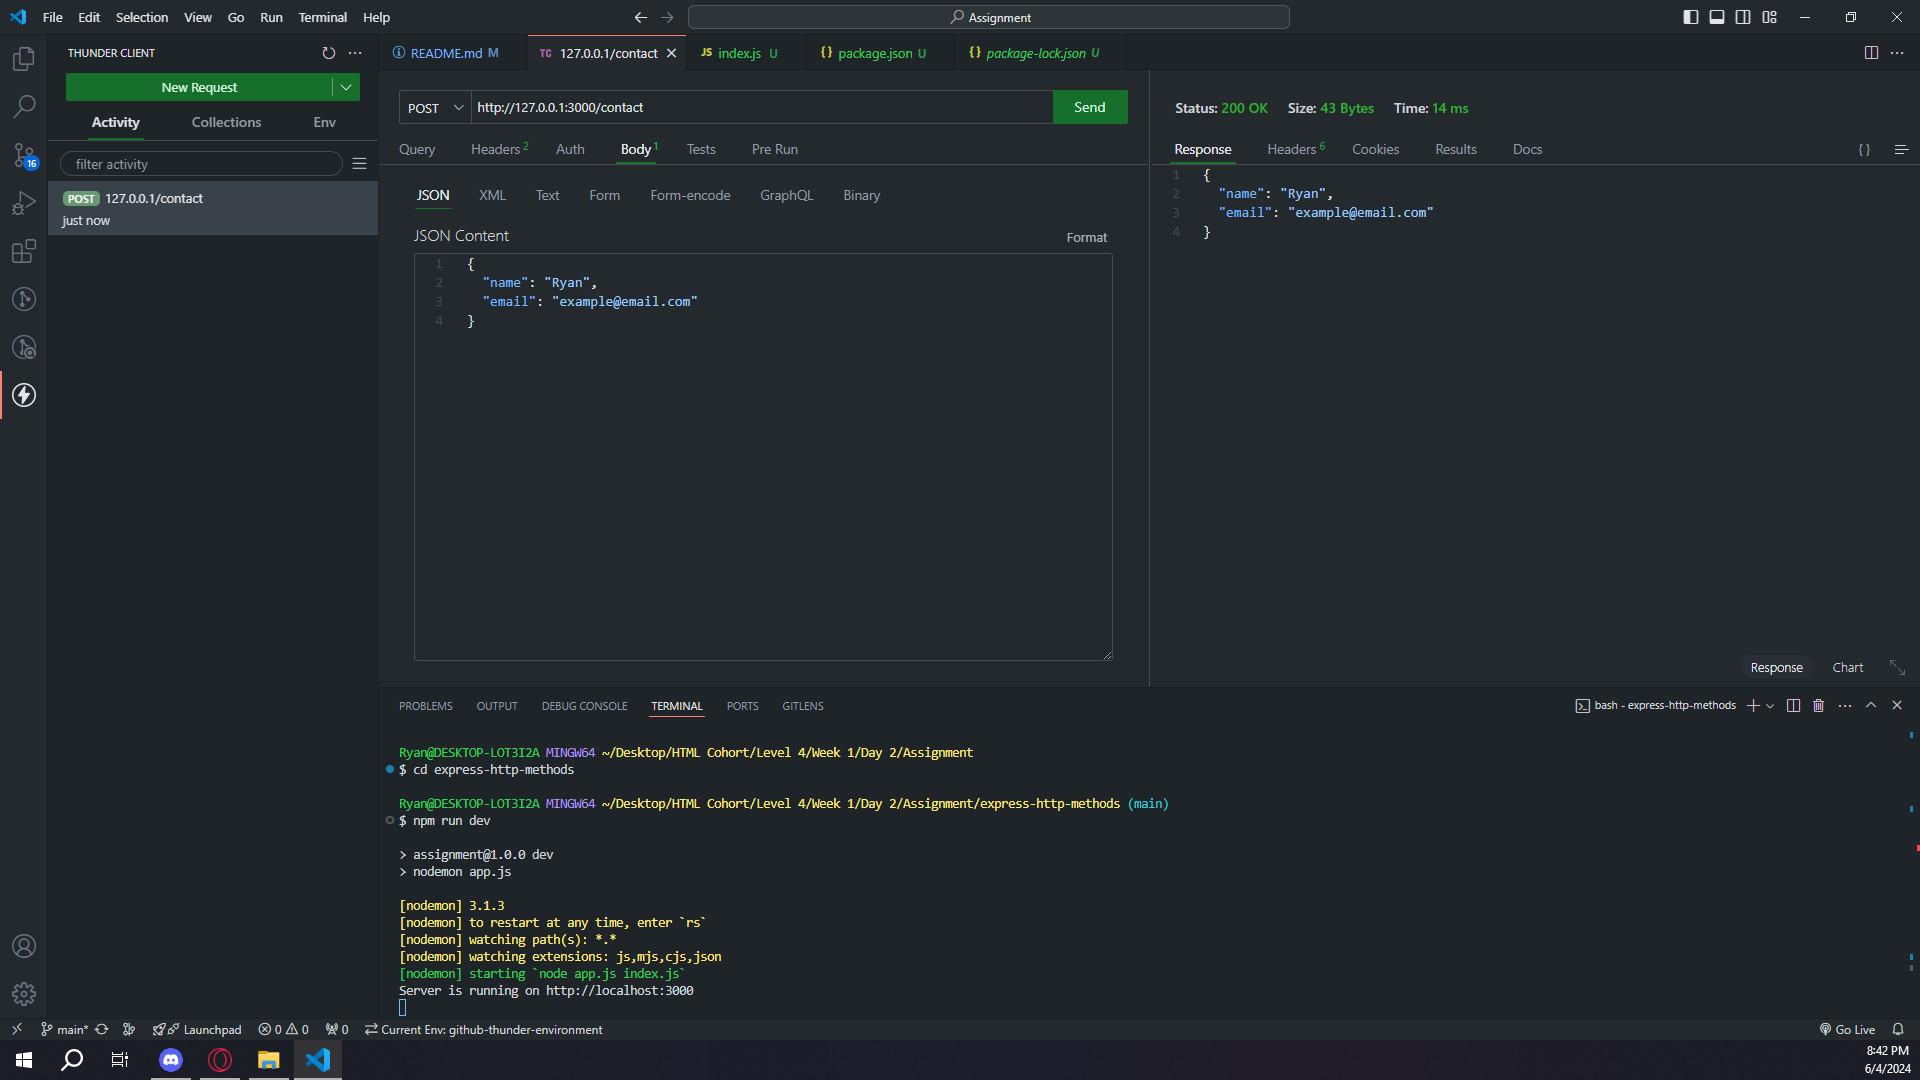 File Edit Selection View Go Run Terminal Help
Assignment
THUNDER CLIENT
New Request
Activity Collections Env
filter activity
POST 127.0.0.1/contact
just now
README.md M
TC 127.0.0.1/contact
JS index.js U
{} package.json U
{} package-lock.json U
POST http://127.0.0.1:3000/contact Send
Query Headers 2 Auth Body 1 Tests Pre Run
JSON XML Text Form Form-encode GraphQL Binary
JSON Content Format
1 {
2 "name": "Ryan",
3 "email": "example@email.com"
4 }
Status: 200 OK Size: 43 Bytes Time: 14 ms
Response Headers 6 Cookies Results Docs {}
1 {
2 "name": "Ryan",
3 "email": "example@email.com"
4 }
Response Chart
16
PROBLEMS OUTPUT DEBUG CONSOLE TERMINAL PORTS GITLENS
bash - express-http-methods
Ryan@DESKTOP-LOT3I2A MINGW64 ~/Desktop/HTML Cohort/Level 4/Week 1/Day 2/Assignment
$ cd express-http-methods
Ryan@DESKTOP-LOT3I2A MINGW64 ~/Desktop/HTML Cohort/Level 4/Week 1/Day 2/Assignment/express-http-methods (main)
$ npm run dev
> assignment@1.0.0 dev
> nodemon app.js
[nodemon] 3.1.3
[nodemon] to restart at any time, enter `rs`
[nodemon] watching path(s): *.*
[nodemon] watching extensions: js,mjs,cjs,json
[nodemon] starting `node app.js index.js`
Server is running on http://localhost:3000
main* Launchpad 0 0 0 Current Env: github-thunder-environment
Go Live
8:42 PM
6/4/2024